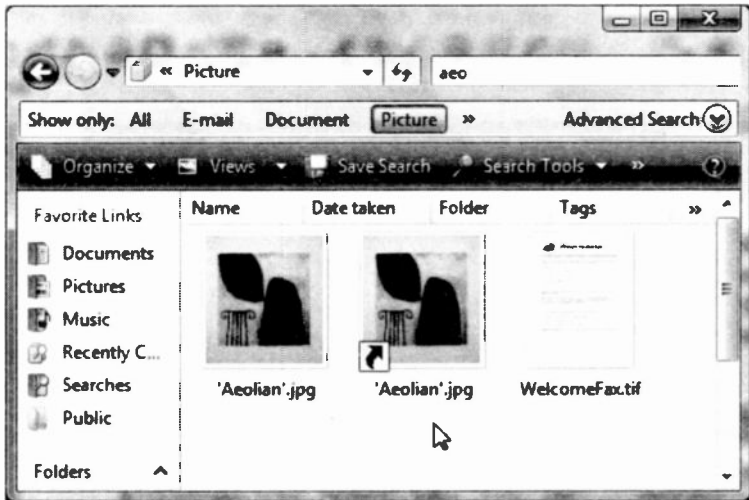 « Picture aeo
Show only: All E-mail Document Picture » Advanced Search
Organize Views Save Search Search Tools » ?
Favorite Links
Name Date taken Folder Tags »
Documents
Pictures
Music
Recently C...
Searches
Public
Folders
'Aeolian'.jpg 'Aeolian'.jpg WelcomeFax.tif